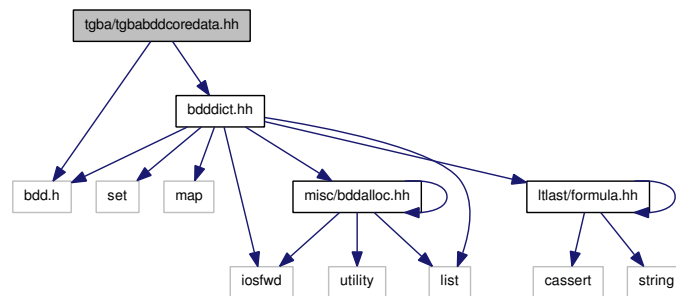 tgba/tgbabddcoredata.hh
bdddict.hh
bdd.h
set
map
misc/bddalloc.hh
ltlast/formula.hh
iosfwd
utility
list
cassert
string